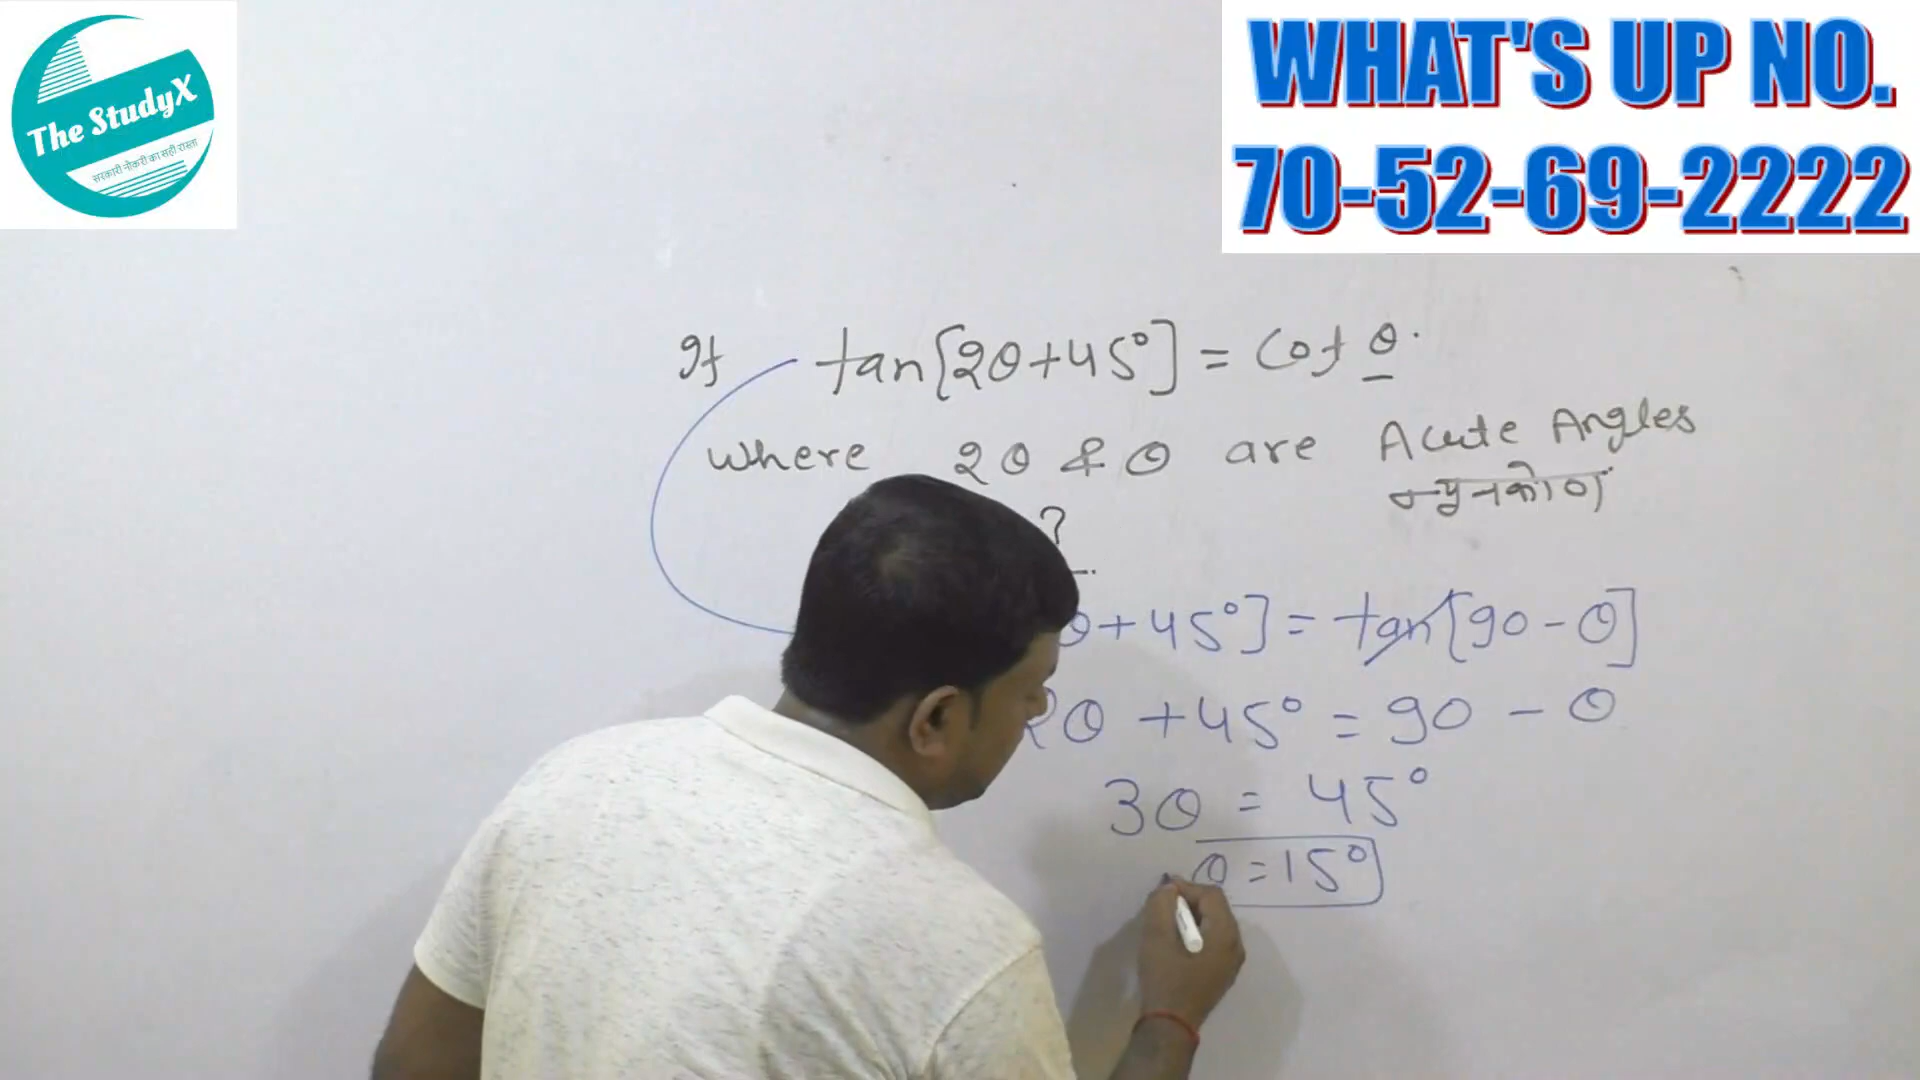 The StudyX
सरकारी नौकरी का सही रास्ता
WHAT'S UP NO.
70-52-69-2222
If tan[2θ+45°] = Cot θ.
where 2θ & θ are Acute Angles
न्यूनकोण
?
θ+45°] = tan[90-θ]
2θ +45° = 90 - θ
3θ = 45°
θ = 15°